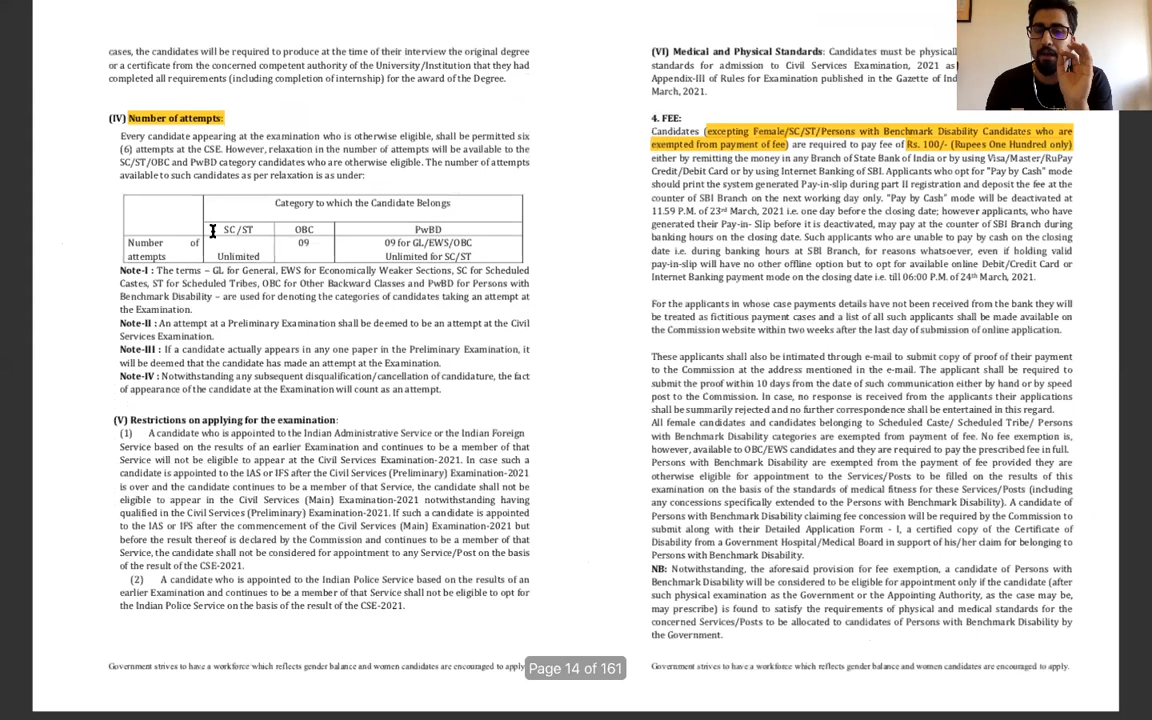 cases, the candidates will be required to produce at the time of their interview the original degree
or a certificate from the concerned competent authority of the University/Institution that they had
completed all requirements (including completion of internship) for the award of the Degree.
(IV) Number of attempts:
Every candidate appearing at the examination who is otherwise eligible, shall be permitted six
(6) attempts at the CSE. However, relaxation in the number of attempts will be available to the
SC/ST/OBC and PwBD category candidates who are otherwise eligible. The number of attempts
available to such candidates as per relaxation is as under:
Category to which the Candidate Belongs
SC/ST OBC PwBD
Number of attempts Unlimited 09 09 for GL/EWS/OBC
Unlimited for SC/ST
Note-I : The terms – GL for General, EWS for Economically Weaker Sections, SC for Scheduled
Castes, ST for Scheduled Tribes, OBC for Other Backward Classes and PwBD for Persons with
Benchmark Disability – are used for denoting the categories of candidates taking an attempt at
the Examination.
Note-II : An attempt at a Preliminary Examination shall be deemed to be an attempt at the Civil
Services Examination.
Note-III : If a candidate actually appears in any one paper in the Preliminary Examination, it
will be deemed that the candidate has made an attempt at the Examination.
Note-IV : Notwithstanding any subsequent disqualification/cancellation of candidature, the fact
of appearance of the candidate at the Examination will count as an attempt.
(V) Restrictions on applying for the examination:
(1) A candidate who is appointed to the Indian Administrative Service or the Indian Foreign
Service based on the results of an earlier Examination and continues to be a member of that
Service will not be eligible to appear at the Civil Services Examination-2021. In case such a
candidate is appointed to the IAS or IFS after the Civil Services (Preliminary) Examination-2021
is over and the candidate continues to be a member of that Service, the candidate shall not be
eligible to appear in the Civil Services (Main) Examination-2021 notwithstanding having
qualified in the Civil Services (Preliminary) Examination-2021. If such a candidate is appointed
to the IAS or IFS after the commencement of the Civil Services (Main) Examination-2021 but
before the result thereof is declared by the Commission and continues to be a member of that
Service, the candidate shall not be considered for appointment to any Service/Post on the basis
of the result of the CSE-2021.
(2) A candidate who is appointed to the Indian Police Service based on the results of an
earlier Examination and continues to be a member of that Service shall not be eligible to opt for
the Indian Police Service on the basis of the result of the CSE-2021.
Government strives to have a workforce which reflects gender balance and women candidates are encouraged to apply
(VI) Medical and Physical Standards: Candidates must be physicall
standards for admission to Civil Services Examination, 2021 as
Appendix-III of Rules for Examination published in the Gazette of Ind
March, 2021.
4. FEE:
Candidates (excepting Female/SC/ST/Persons with Benchmark Disability Candidates who are
exempted from payment of fee) are required to pay fee of Rs. 100/- (Rupees One Hundred only)
either by remitting the money in any Branch of State Bank of India or by using Visa/Master/RuPay
Credit/Debit Card or by using Internet Banking of SBI. Applicants who opt for "Pay by Cash" mode
should print the system generated Pay-in-slip during part II registration and deposit the fee at the
counter of SBI Branch on the next working day only. "Pay by Cash" mode will be deactivated at
11.59 P.M. of 23rd March, 2021 i.e. one day before the closing date; however applicants, who have
generated their Pay-in- Slip before it is deactivated, may pay at the counter of SBI Branch during
banking hours on the closing date. Such applicants who are unable to pay by cash on the closing
date i.e. during banking hours at SBI Branch, for reasons whatsoever, even if holding valid
pay-in-slip will have no other offline option but to opt for available online Debit/Credit Card or
Internet Banking payment mode on the closing date i.e. till 06:00 P.M. of 24th March, 2021.
For the applicants in whose case payments details have not been received from the bank they will
be treated as fictitious payment cases and a list of all such applicants shall be made available on
the Commission website within two weeks after the last day of submission of online application.
These applicants shall also be intimated through e-mail to submit copy of proof of their payment
to the Commission at the address mentioned in the e-mail. The applicant shall be required to
submit the proof within 10 days from the date of such communication either by hand or by speed
post to the Commission. In case, no response is received from the applicants their applications
shall be summarily rejected and no further correspondence shall be entertained in this regard.
All female candidates and candidates belonging to Scheduled Caste/ Scheduled Tribe/ Persons
with Benchmark Disability categories are exempted from payment of fee. No fee exemption is,
however, available to OBC/EWS candidates and they are required to pay the prescribed fee in full.
Persons with Benchmark Disability are exempted from the payment of fee provided they are
otherwise eligible for appointment to the Services/Posts to be filled on the results of this
examination on the basis of the standards of medical fitness for these Services/Posts (including
any concessions specifically extended to the Persons with Benchmark Disability). A candidate of
Persons with Benchmark Disability claiming fee concession will be required by the Commission to
submit along with their Detailed Application Form - I, a certified copy of the Certificate of
Disability from a Government Hospital/Medical Board in support of his/her claim for belonging to
Persons with Benchmark Disability.
NB: Notwithstanding, the aforesaid provision for fee exemption, a candidate of Persons with
Benchmark Disability will be considered to be eligible for appointment only if the candidate (after
such physical examination as the Government or the Appointing Authority, as the case may be,
may prescribe) is found to satisfy the requirements of physical and medical standards for the
concerned Services/Posts to be allocated to candidates of Persons with Benchmark Disability by
the Government.
Government strives to have a workforce which reflects gender balance and women candidates are encouraged to apply.
Page 14 of 161